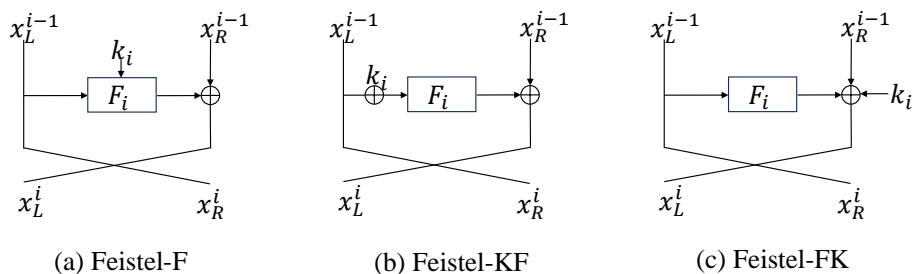 x_L^{i-1} x_R^{i-1} x_L^{i-1} x_R^{i-1} x_L^{i-1} x_R^{i-1}
k_i k_i
F_i F_i F_i k_i
x_L^i x_R^i x_L^i x_R^i x_L^i x_R^i
(a) Feistel-F (b) Feistel-KF (c) Feistel-FK